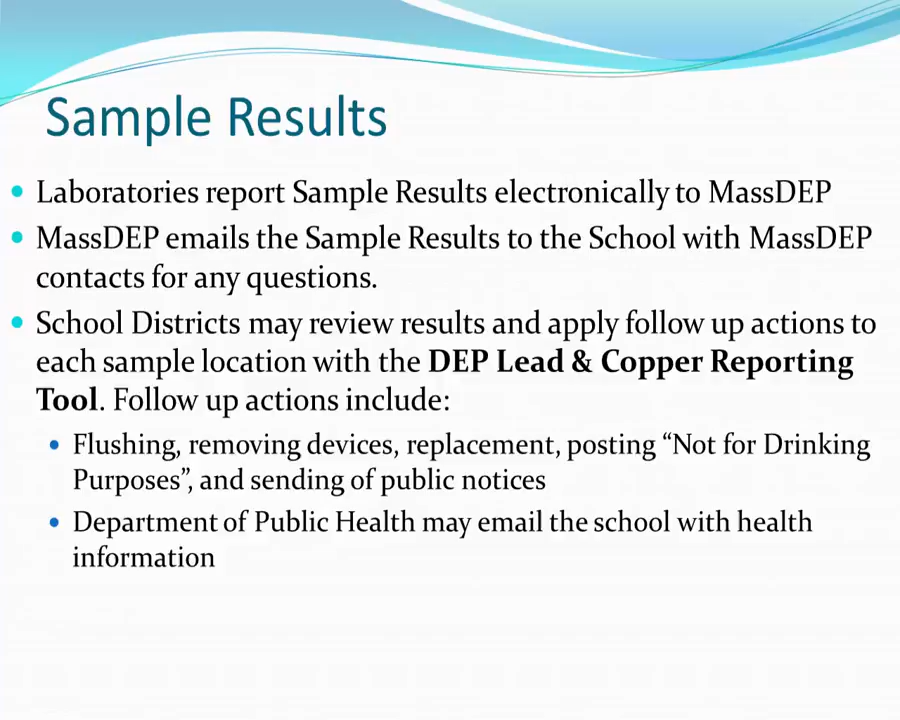 Sample Results
• Laboratories report Sample Results electronically to MassDEP
• MassDEP emails the Sample Results to the School with MassDEP
contacts for any questions.
• School Districts may review results and apply follow up actions to
each sample location with the DEP Lead & Copper Reporting
Tool. Follow up actions include:
• Flushing, removing devices, replacement, posting “Not for Drinking
Purposes”, and sending of public notices
• Department of Public Health may email the school with health
information